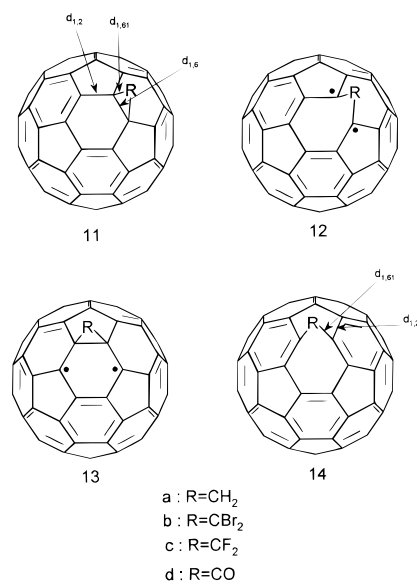 d1,2
d1,61
d1,6
R
R
11
12
d1,61
d1,2
R
R
13
14
a : R=CH2
b : R=CBr2
c : R=CF2
d : R=CO